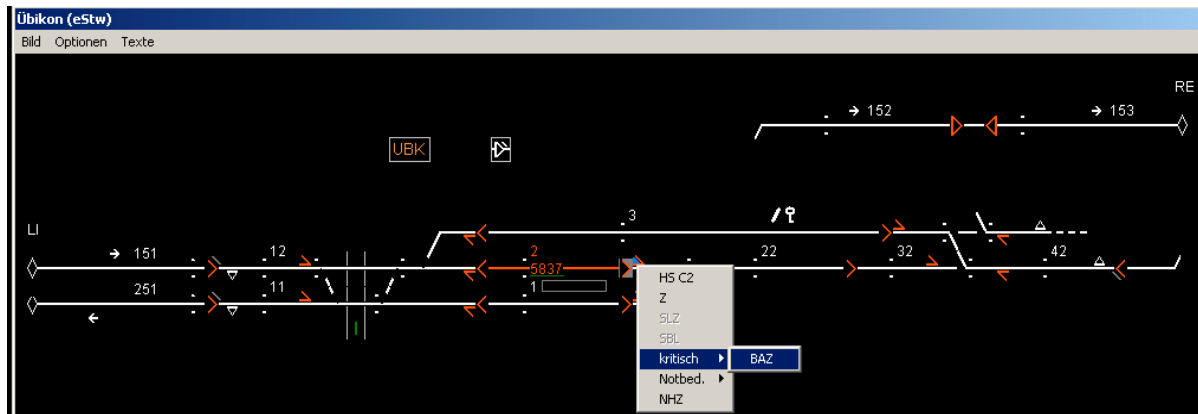 Übikon (eStw)
Bild Optionen Texte
RE
→ 152
→ 153
UBK
3
LI
→ 151
12
2
22
32
42
5837
251
11
1
←
HS C2
Z
SLZ
SBL
kritisch
BAZ
Notbed.
NHZ